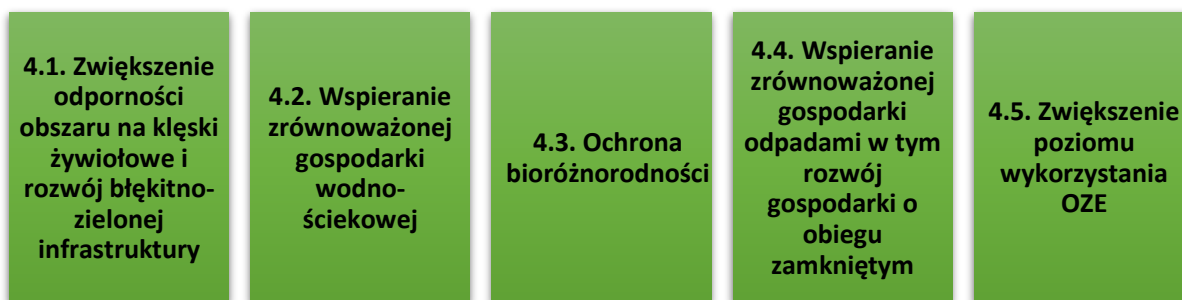 4.1. Zwiększenie
odporności
obszaru na klęski
żywiołowe i
rozwój błękitno-
zielonej
infrastruktury
4.2. Wspieranie
zrównoważonej
gospodarki
wodno-
ściekowej
4.3. Ochrona
bioróżnorodności
4.4. Wspieranie
zrównoważonej
gospodarki
odpadami w tym
rozwój
gospodarki o
obiegu
zamkniętym
4.5. Zwiększenie
poziomu
wykorzystania
OZE